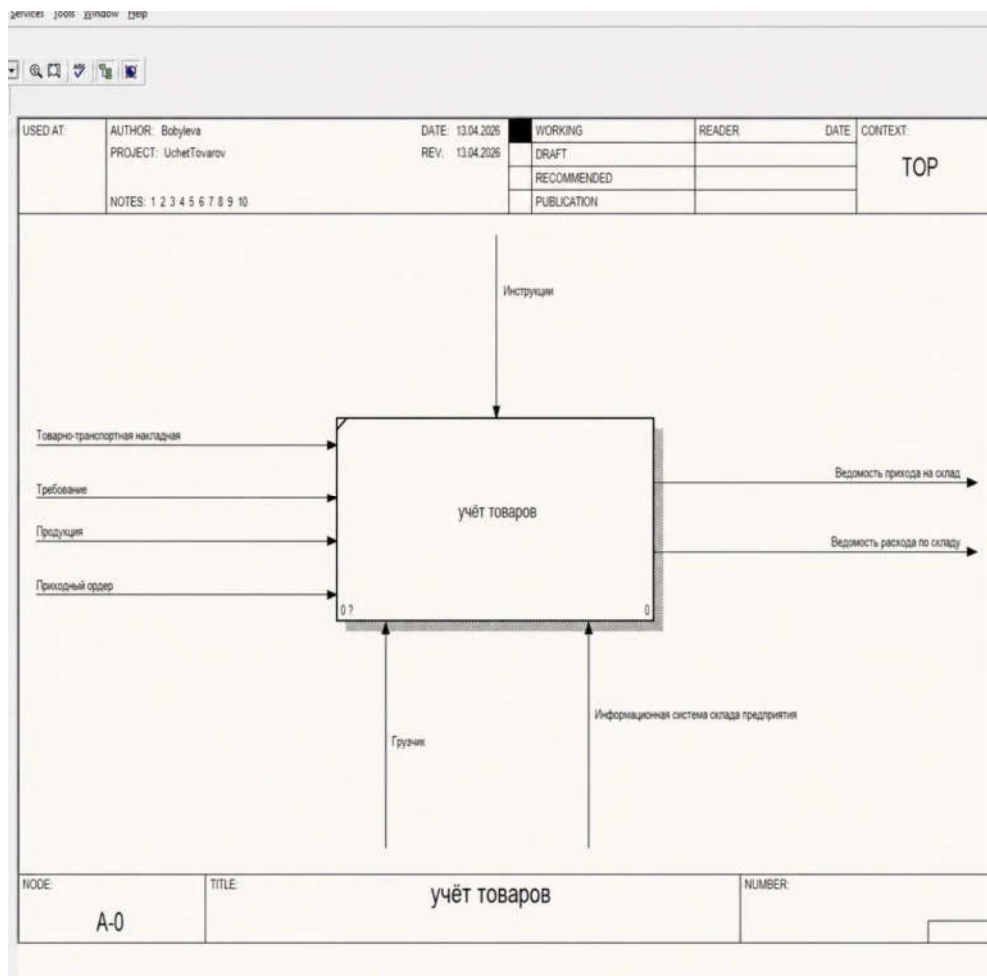 Services Tools Window Help
USED AT:
AUTHOR: Bobyleva
DATE: 13.04.2026
WORKING
READER
DATE
CONTEXT:
PROJECT: UchetTovarov
REV: 13.04.2026
DRAFT
TOP
RECOMMENDED
NOTES: 1 2 3 4 5 6 7 8 9 10
PUBLICATION
Инструкции
Товарно-транспортная накладная
Ведомость прихода на склад
Требование
учёт товаров
Продукция
Ведомость расхода по складу
Приходный ордер
0 ?
0
Информационная система склада предприятия
Грузчик
NODE:
TITLE:
учёт товаров
NUMBER:
A-0